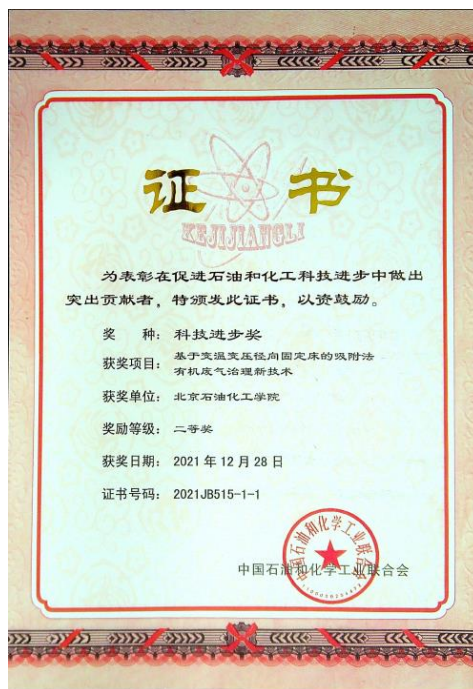 证 书
KEJIJIANGLI
为表彰在促进石油和化工科技进步中做出
突出贡献者，特颁发此证书，以资鼓励。
奖 种：科技进步奖
获奖项目：基于变温变压径向固定床的吸附法
有机废气治理新技术
获奖单位：北京石油化工学院
奖励等级：二等奖
获奖日期：2021 年 12 月 28 日
证书号码：2021JB515-1-1
中国石油和化学工业联合会
中国石油和化学工业联合会